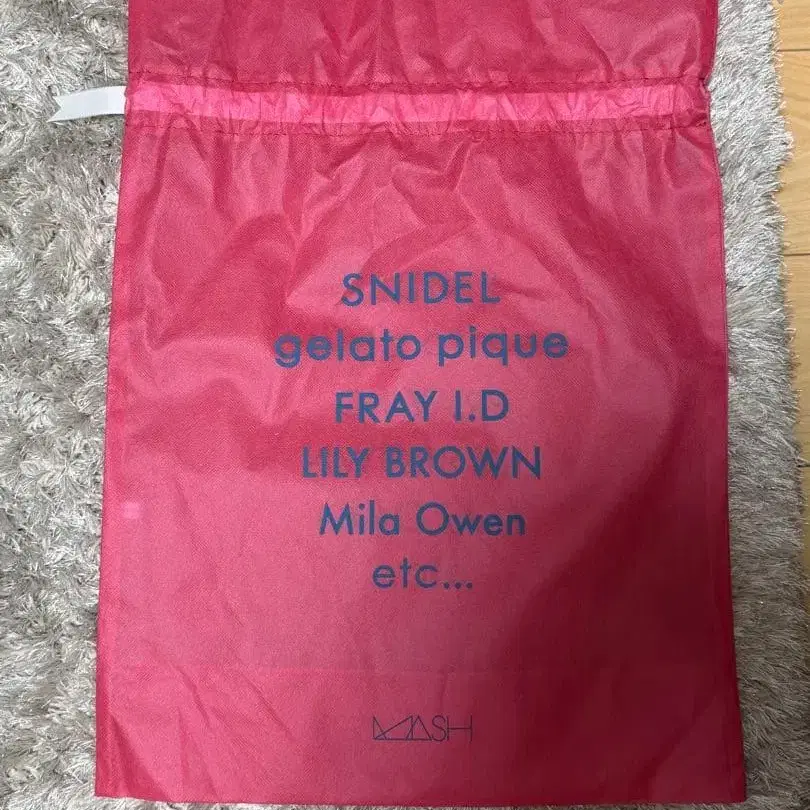 SNIDEL
gelato pique
FRAY I.D
LILY BROWN
Mila Owen
etc...
MASH